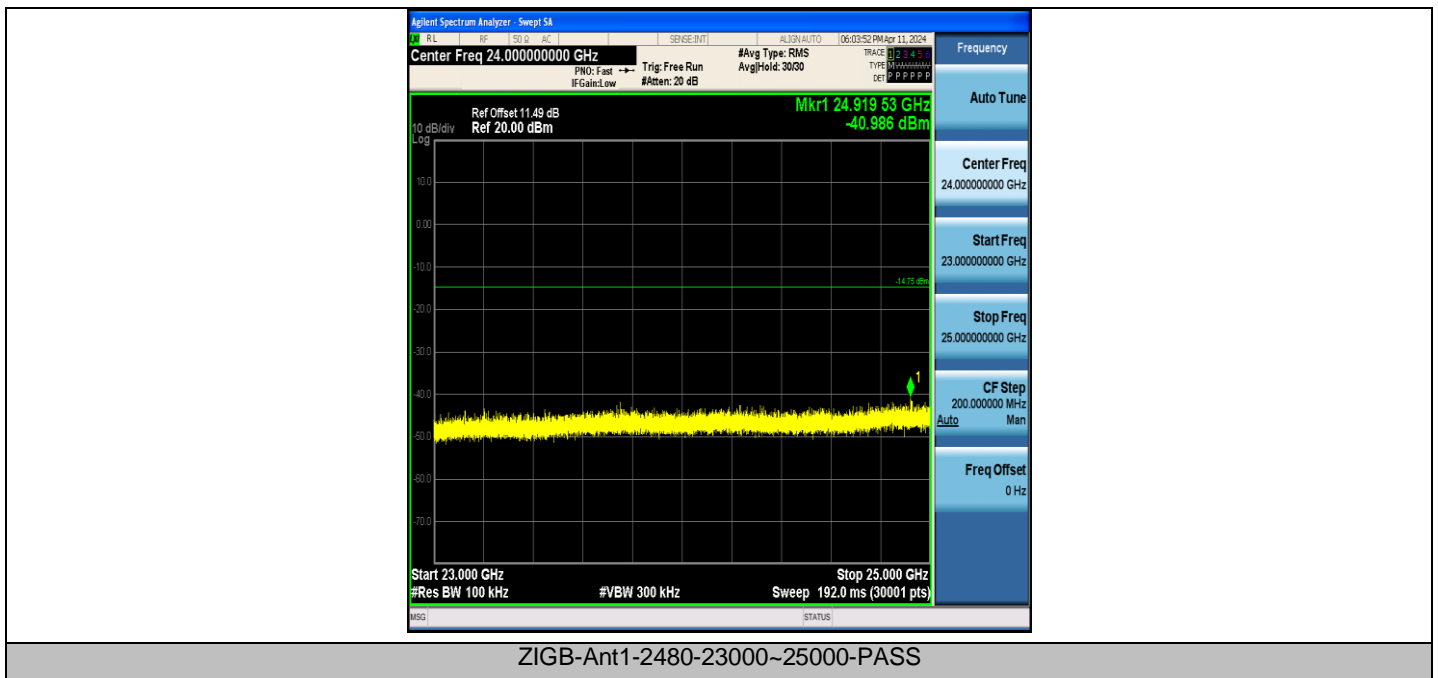 Agilent Spectrum Analyzer - Swept SA
RL RF 50 Ω AC SENSE:INT ALIGNAUTO 06:03:52 PM Apr 11, 2024
Center Freq 24.000000000 GHz
PNO: Fast
IFGain:Low
Trig: Free Run
#Atten: 20 dB
#Avg Type: RMS
Avg|Hold: 30/30
TRACE 1 2 3 4 5 6
TYPE
DET P P P P P P
Mkr1 24.919 53 GHz
-40.986 dBm
Ref Offset 11.49 dB
10 dB/div Ref 20.00 dBm
Log
10.0
0.00
-10.0
-14.75 dBm
-20.0
-30.0
1
-40.0
-50.0
-60.0
-70.0
Start 23.000 GHz Stop 25.000 GHz
#Res BW 100 kHz #VBW 300 kHz Sweep 192.0 ms (30001 pts)
MSG STATUS
Frequency
Auto Tune
Center Freq
24.000000000 GHz
Start Freq
23.000000000 GHz
Stop Freq
25.000000000 GHz
CF Step
200.000000 MHz
Auto Man
Freq Offset
0 Hz
ZIGB-Ant1-2480-23000~25000-PASS